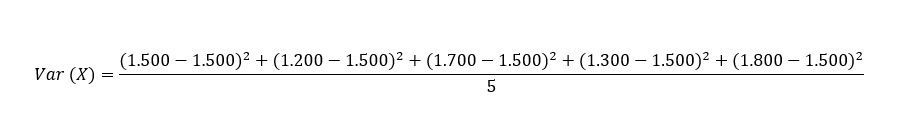 Var (X) = \frac{(1.500 − 1.500)² + (1.200 − 1.500)² + (1.700 − 1.500)² + (1.300 − 1.500)² + (1.800 − 1.500)²}{5}